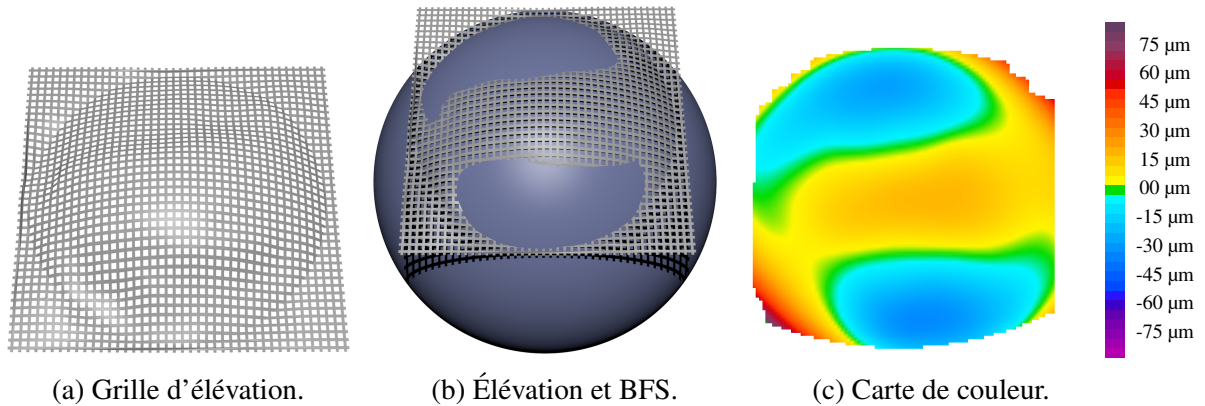 75 µm
60 µm
45 µm
30 µm
15 µm
00 µm
-15 µm
-30 µm
-45 µm
-60 µm
-75 µm
(a) Grille d’élévation.
(b) Élévation et BFS.
(c) Carte de couleur.